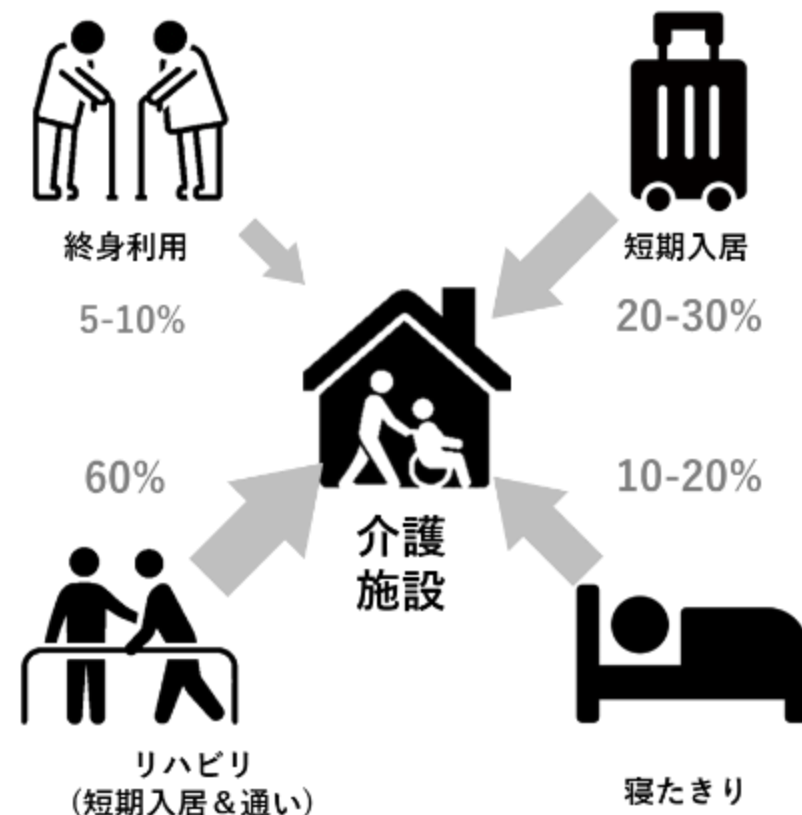 終身利用
5-10%
短期入居
20-30%
60%
10-20%
介護
施設
リハビリ
（短期入居＆通い）
寝たきり